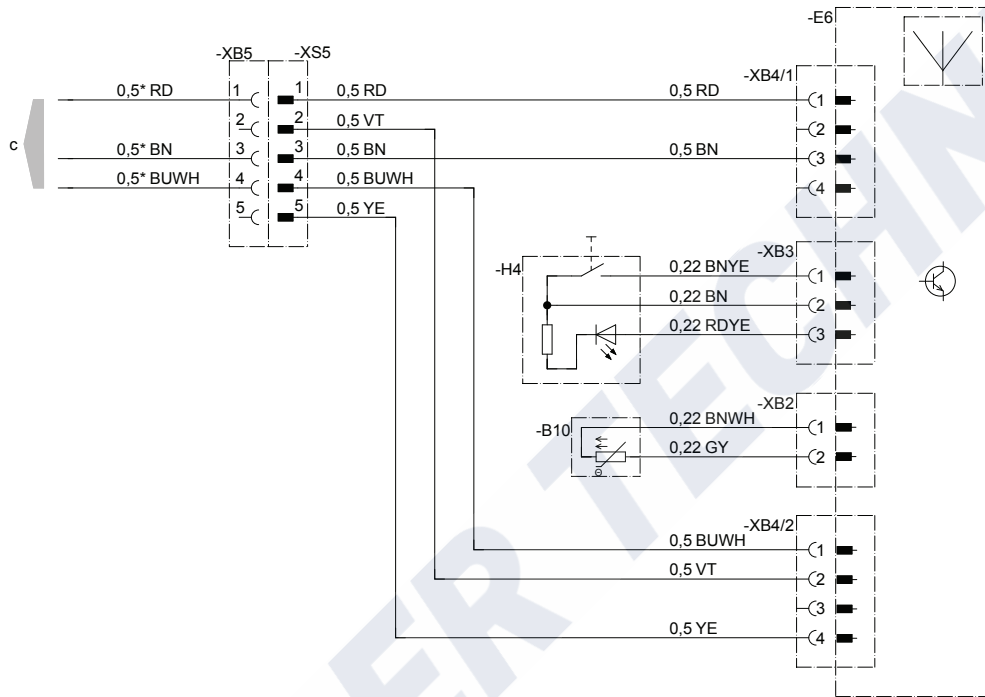 -E6
-XB5 -XS5
-XB4/1
0,5* RD 1 1 0,5 RD 0,5 RD 1
2 2 0,5 VT 2
c
0,5* BN 3 3 0,5 BN 0,5 BN 3
0,5* BUWH 4 4 0,5 BUWH 4
5 5 0,5 YE
-XB3
-H4
0,22 BNYE 1
0,22 BN 2
0,22 RDYE 3
-XB2
-B10
0,22 BNWH 1
0,22 GY 2
-XB4/2
0,5 BUWH 1
0,5 VT 2
3
0,5 YE 4
ER TECHN